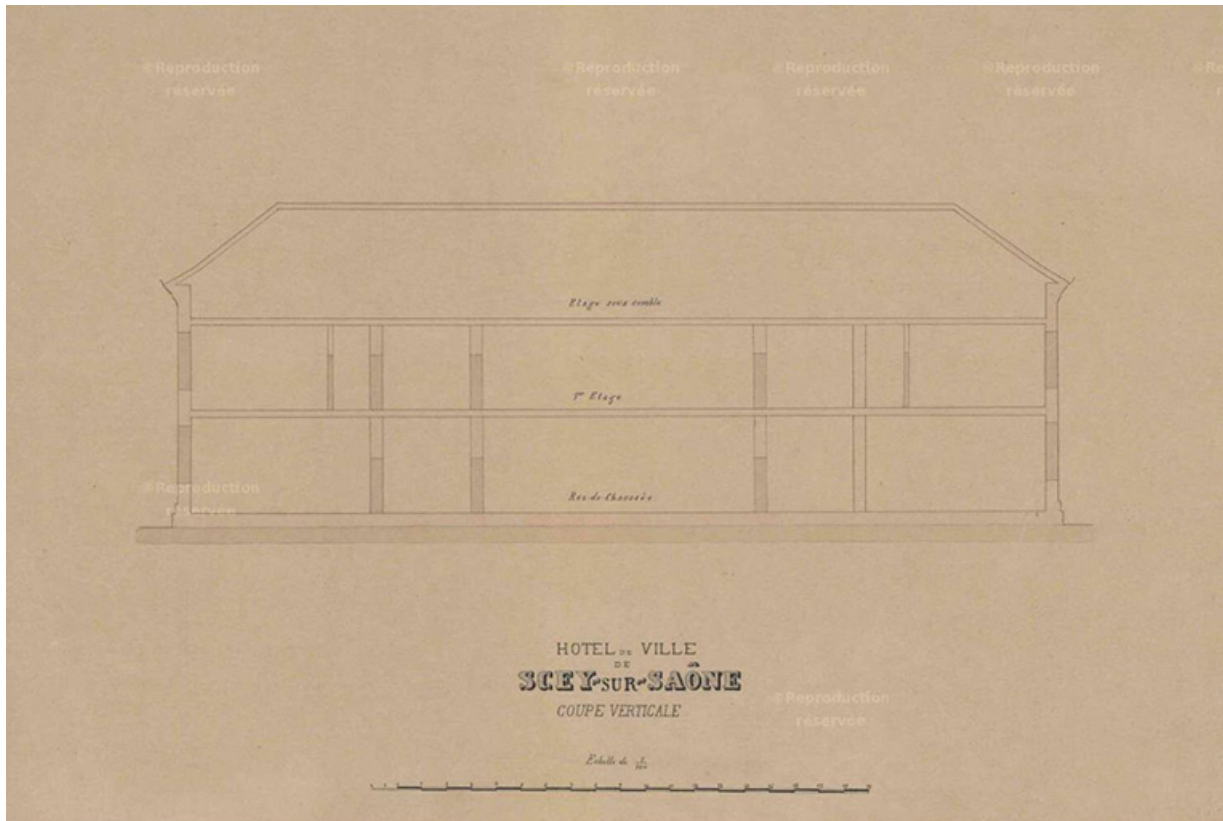 ©Reproduction réservée
©Reproduction réservée
©Reproduction réservée
©Reproduction réservée
Etage sous comble
1er Etage
©Reproduction réservée
Rez-de-Chaussée
HOTEL DE VILLE
DE
SCEY-SUR-SAÔNE
©Reproduction réservée
COUPE VERTICALE
Echelle de